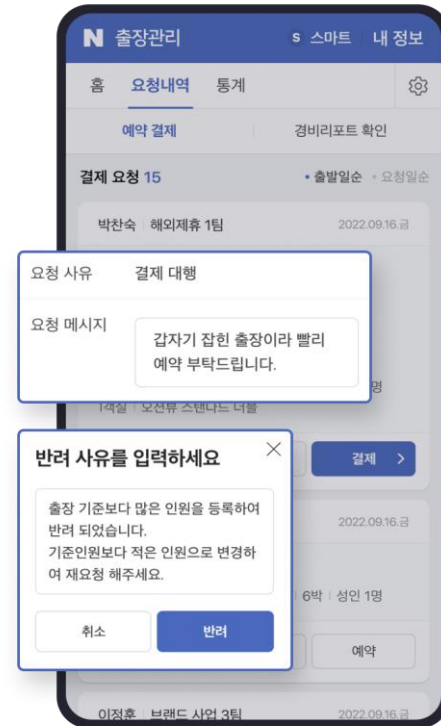 N 출장관리 S 스마트 내 정보
홈 요청내역 통계
예약 결제 경비리포트 확인
결제 요청 15 • 출발일순 • 요청일순
박찬숙 해외제휴 1팀 2022.09.16.금
요청 사유 결제 대행
요청 메시지 갑자기 잡힌 출장이라 빨리
예약 부탁드립니다.
명
1객실 오션뷰 스탠다드 더블
결제 >
반려 사유를 입력하세요
출장 기준보다 많은 인원을 등록하여
반려 되었습니다.
기준인원보다 적은 인원으로 변경하
여 재요청 해주세요.
취소 반려
2022.09.16.금
6박 성인 1명
예약
이정훈 브랜드 사업 3팀 2022.09.16.금